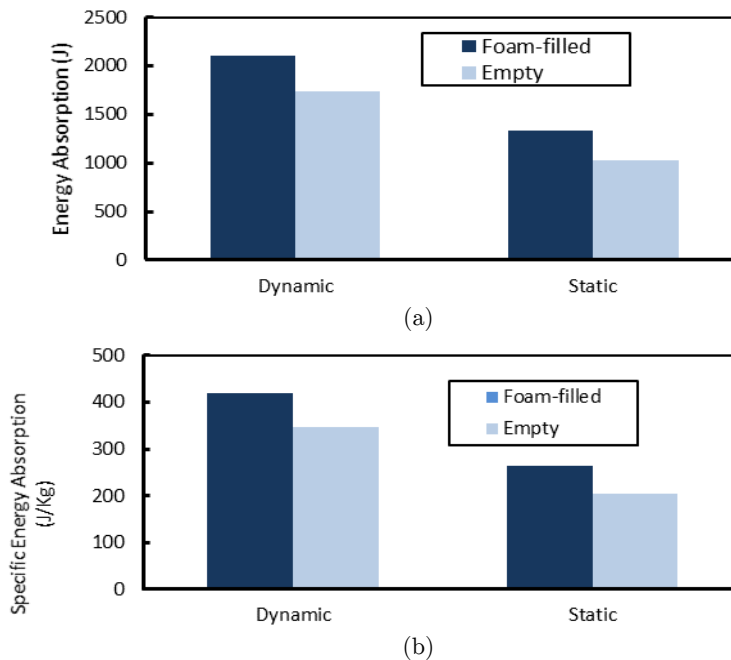 2500
2000
1500
1000
500
0
Energy Absorption (J)
Foam-filled
Empty
Dynamic Static
(a)
500
400
300
200
100
0
Specific Energy Absorption
(J/Kg)
Foam-filled
Empty
Dynamic Static
(b)